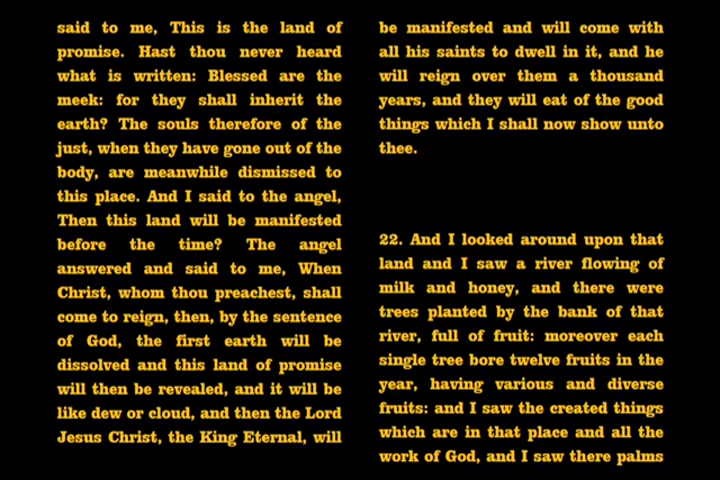 said to me, This is the land of
promise. Hast thou never heard
what is written: Blessed are the
meek: for they shall inherit the
earth? The souls therefore of the
just, when they have gone out of the
body, are meanwhile dismissed to
this place. And I said to the angel,
Then this land will be manifested
before the time? The angel
answered and said to me, When
Christ, whom thou preachest, shall
come to reign, then, by the sentence
of God, the first earth will be
dissolved and this land of promise
will then be revealed, and it will be
like dew or cloud, and then the Lord
Jesus Christ, the King Eternal, will
be manifested and will come with
all his saints to dwell in it, and he
will reign over them a thousand
years, and they will eat of the good
things which I shall now show unto
thee.
22. And I looked around upon that
land and I saw a river flowing of
milk and honey, and there were
trees planted by the bank of that
river, full of fruit: moreover each
single tree bore twelve fruits in the
year, having various and diverse
fruits: and I saw the created things
which are in that place and all the
work of God, and I saw there palms